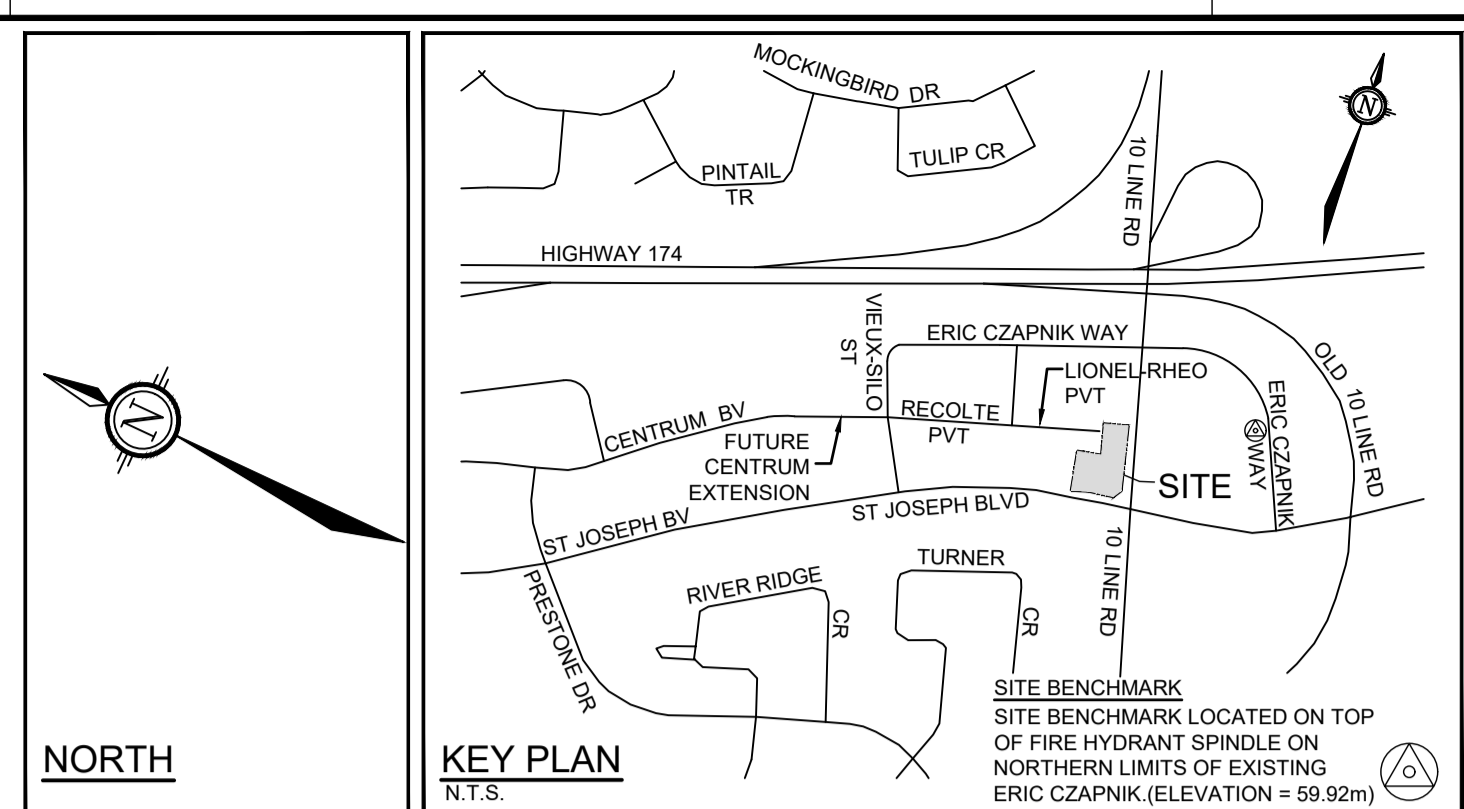 N
NORTH
MOCKINGBIRD DR
PINTAIL
TR
TULIP CR
10 LINE RD
N
HIGHWAY 174
VIEUX-SILO
ST
ERIC CZAPNIK WAY
LIONEL-RHEO
PVT
OLD 10 LINE RD
ERIC CZAPNIK
WAY
CENTRUM BV
RECOLTE
PVT
FUTURE
CENTRUM
EXTENSION
SITE
ST JOSEPH BV
ST JOSEPH BLVD
PRESTONE DR
RIVER RIDGE
CR
TURNER
CR
10 LINE RD
SITE BENCHMARK
SITE BENCHMARK LOCATED ON TOP
OF FIRE HYDRANT SPINDLE ON
NORTHERN LIMITS OF EXISTING
ERIC CZAPNIK.(ELEVATION = 59.92m)
KEY PLAN
N.T.S.